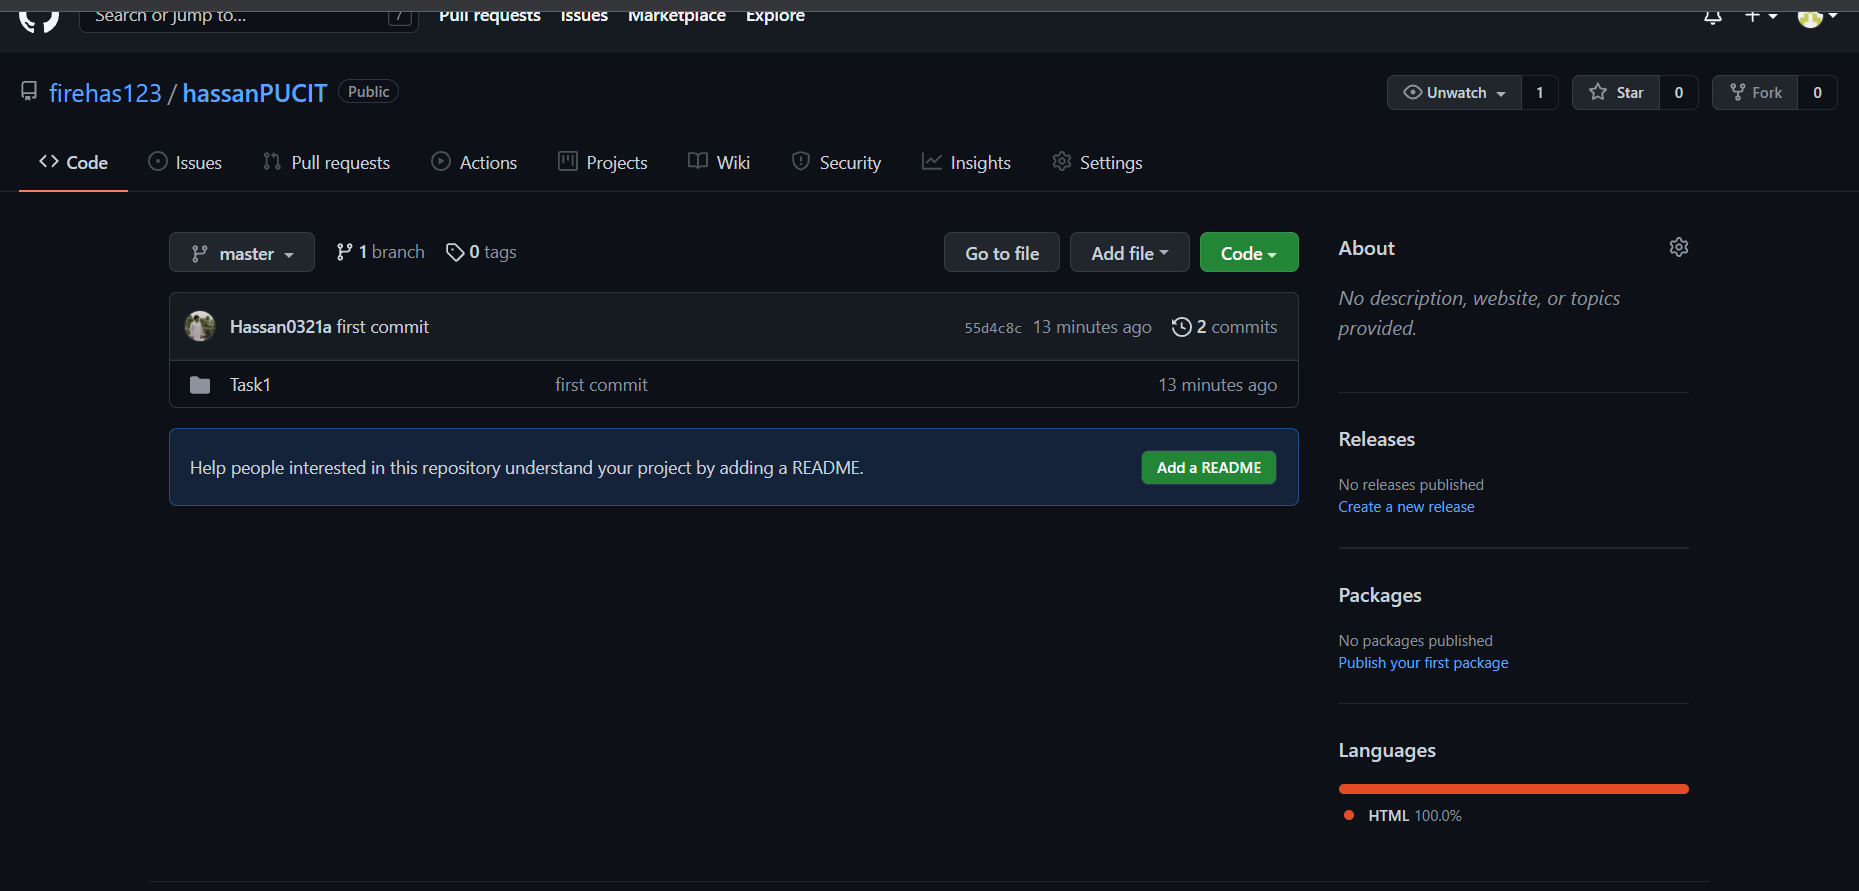 Search or jump to... /
Pull requests Issues Marketplace Explore
firehas123 / hassanPUCIT Public
Unwatch 1 Star 0 Fork 0
Code Issues Pull requests Actions Projects Wiki Security Insights Settings
master 1 branch 0 tags Go to file Add file Code
Hassan0321a first commit 55d4c8c 13 minutes ago 2 commits
Task1 first commit 13 minutes ago
Help people interested in this repository understand your project by adding a README. Add a README
About
No description, website, or topics
provided.
Releases
No releases published
Create a new release
Packages
No packages published
Publish your first package
Languages
HTML 100.0%